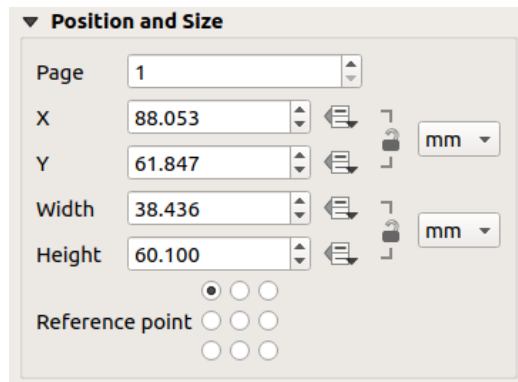 Position and Size
Page 1
X 88.053
mm
Y 61.847
Width 38.436
mm
Height 60.100
Reference point